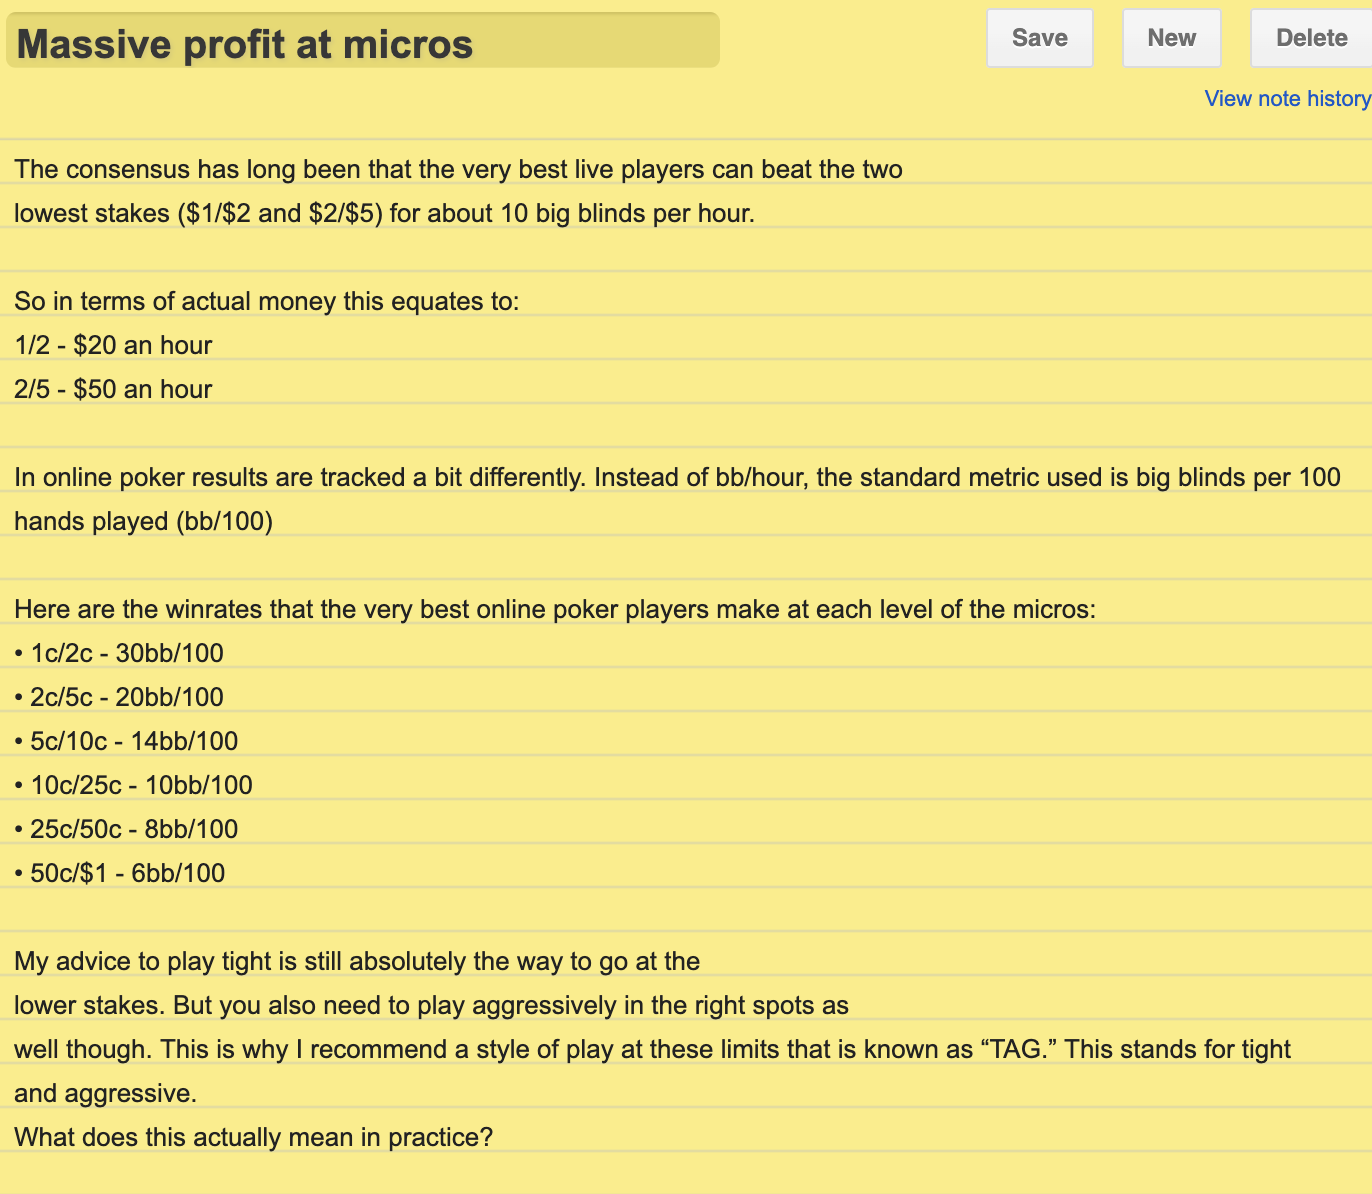 Massive profit at micros
Save New Delete
View note history
The consensus has long been that the very best live players can beat the two
lowest stakes ($1/$2 and $2/$5) for about 10 big blinds per hour.
So in terms of actual money this equates to:
1/2 - $20 an hour
2/5 - $50 an hour
In online poker results are tracked a bit differently. Instead of bb/hour, the standard metric used is big blinds per 100
hands played (bb/100)
Here are the winrates that the very best online poker players make at each level of the micros:
• 1c/2c - 30bb/100
• 2c/5c - 20bb/100
• 5c/10c - 14bb/100
• 10c/25c - 10bb/100
• 25c/50c - 8bb/100
• 50c/$1 - 6bb/100
My advice to play tight is still absolutely the way to go at the
lower stakes. But you also need to play aggressively in the right spots as
well though. This is why I recommend a style of play at these limits that is known as “TAG.” This stands for tight
and aggressive.
What does this actually mean in practice?